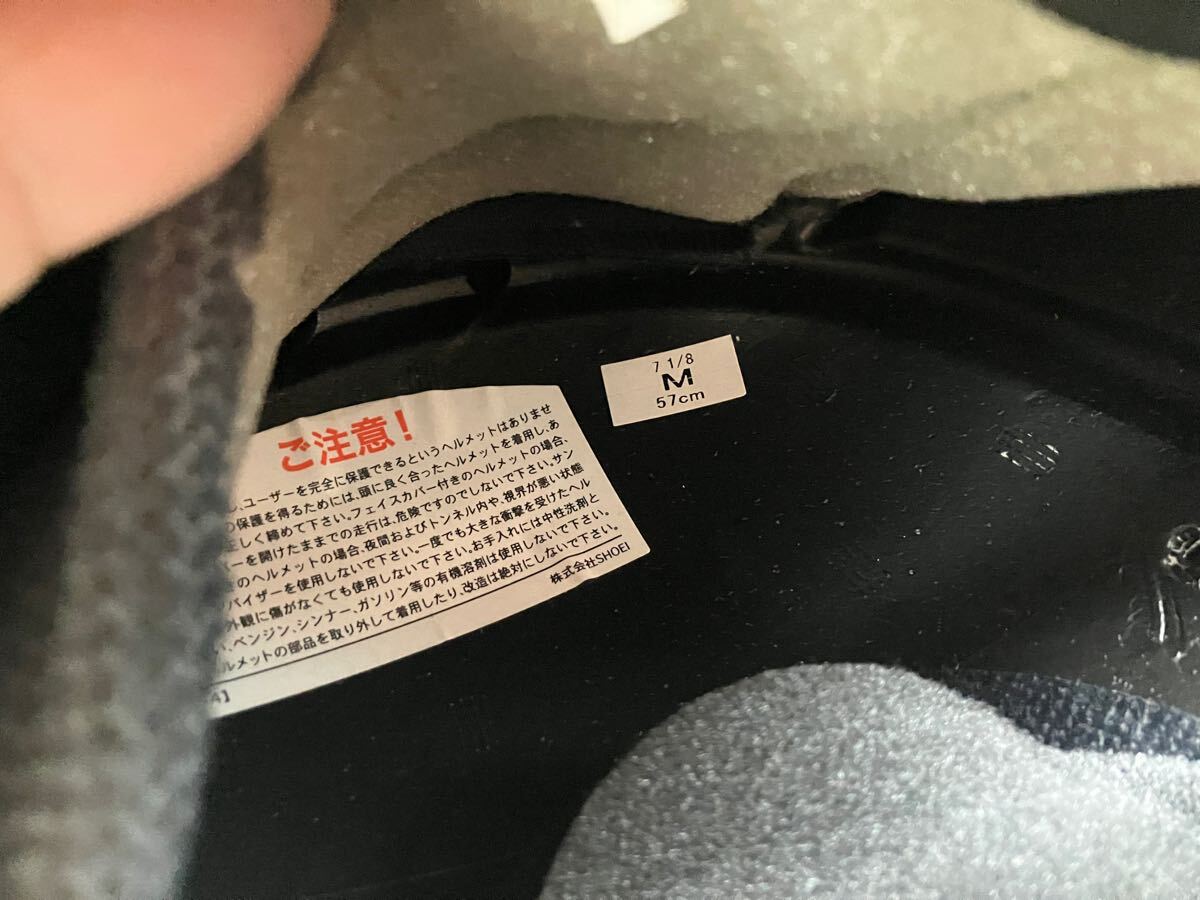 7 1/8
M
57cm
ご注意！
し、ユーザーを完全に保護できるというヘルメットはありませ
の保護を得るためには、頭に良く合ったヘルメットを着用し、あ
正しく締めて下さい。フェイスカバー付きのヘルメットの場合、
ーを開けたままでの走行は、危険ですのでしないで下さい。サン
のヘルメットの場合、夜間およびトンネル内や、視界が悪い状態
バイザーを使用しないで下さい。一度でも大きな衝撃を受けたヘル
外観に傷がなくても使用しないで下さい。お手入れには中性洗剤と
い、ベンジン、シンナー、ガソリン等の有機溶剤は使用しないで下さい。
ルメットの部品を取り外して着用したり、改造は絶対にしないで下さい。
株式会社SHOEI
A】